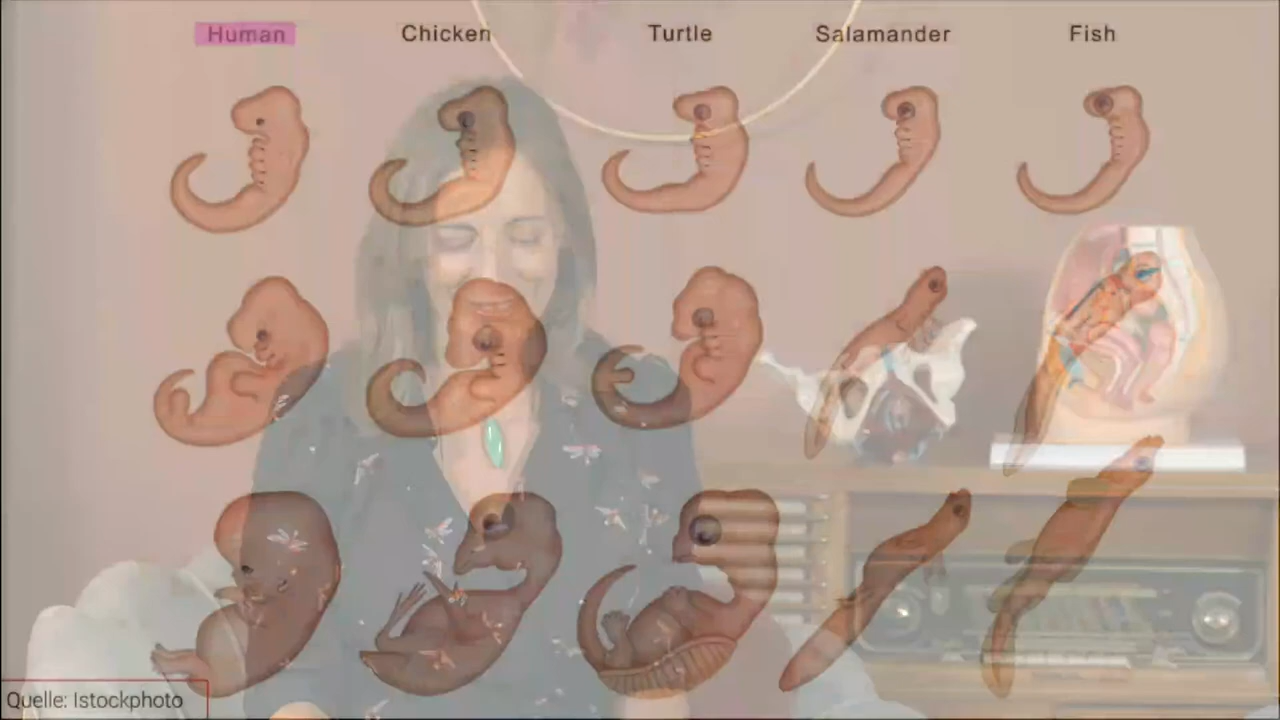 Human
Chicken
Turtle
Salamander
Fish
Quelle: Istockphoto